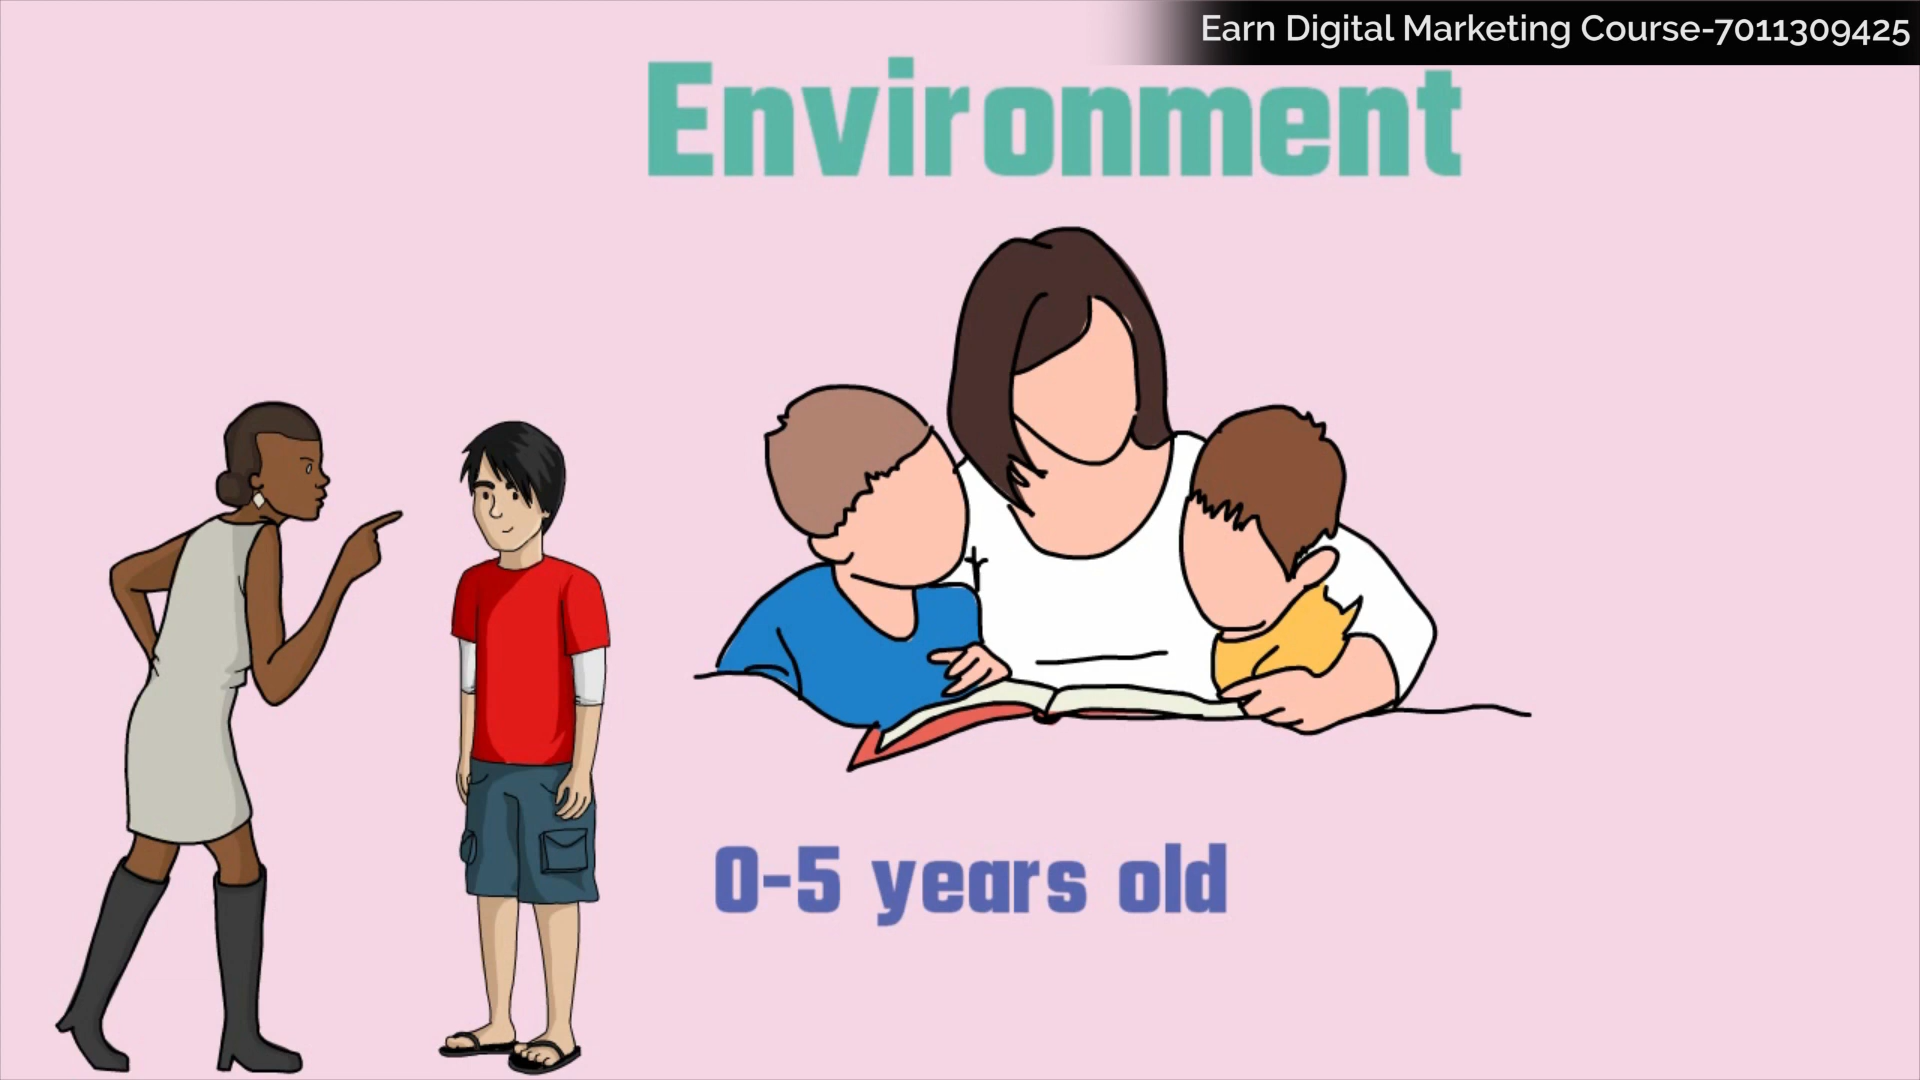 Earn Digital Marketing Course-7011309425
Environment
0-5 years old